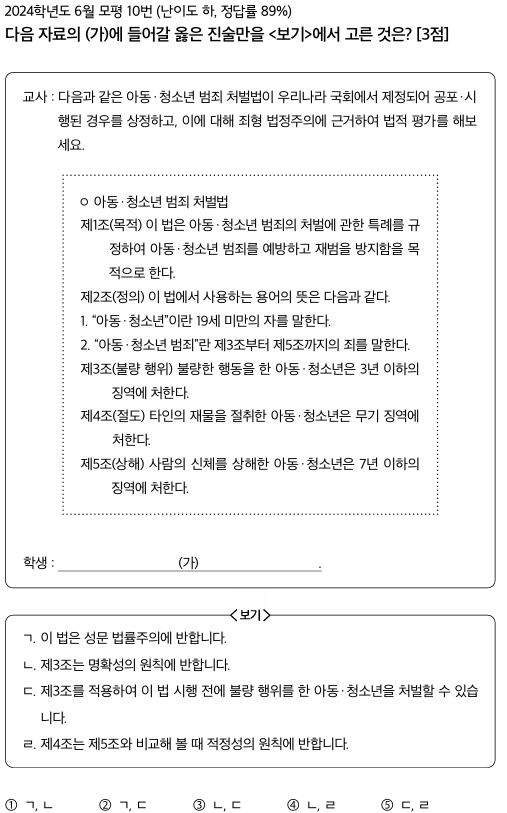 2024학년도 6월 모평 10번 (난이도 하, 정답률 89%)
다음 자료의 (가)에 들어갈 옳은 진술만을 <보기>에서 고른 것은? [3점]
교사 : 다음과 같은 아동·청소년 범죄 처벌법이 우리나라 국회에서 제정되어 공포·시
행된 경우를 상정하고, 이에 대해 죄형 법정주의에 근거하여 법적 평가를 해보
세요.
○ 아동·청소년 범죄 처벌법
제1조(목적) 이 법은 아동·청소년 범죄의 처벌에 관한 특례를 규
정하여 아동·청소년 범죄를 예방하고 재범을 방지함을 목
적으로 한다.
제2조(정의) 이 법에서 사용하는 용어의 뜻은 다음과 같다.
1. “아동·청소년”이란 19세 미만의 자를 말한다.
2. “아동·청소년 범죄”란 제3조부터 제5조까지의 죄를 말한다.
제3조(불량 행위) 불량한 행동을 한 아동·청소년은 3년 이하의
징역에 처한다.
제4조(절도) 타인의 재물을 절취한 아동·청소년은 무기 징역에
처한다.
제5조(상해) 사람의 신체를 상해한 아동·청소년은 7년 이하의
징역에 처한다.
학생 : (가) .
<보기>
ㄱ. 이 법은 성문 법률주의에 반합니다.
ㄴ. 제3조는 명확성의 원칙에 반합니다.
ㄷ. 제3조를 적용하여 이 법 시행 전에 불량 행위를 한 아동·청소년을 처벌할 수 있습
니다.
ㄹ. 제4조는 제5조와 비교해 볼 때 적정성의 원칙에 반합니다.
① ㄱ, ㄴ ② ㄱ, ㄷ ③ ㄴ, ㄷ ④ ㄴ, ㄹ ⑤ ㄷ, ㄹ